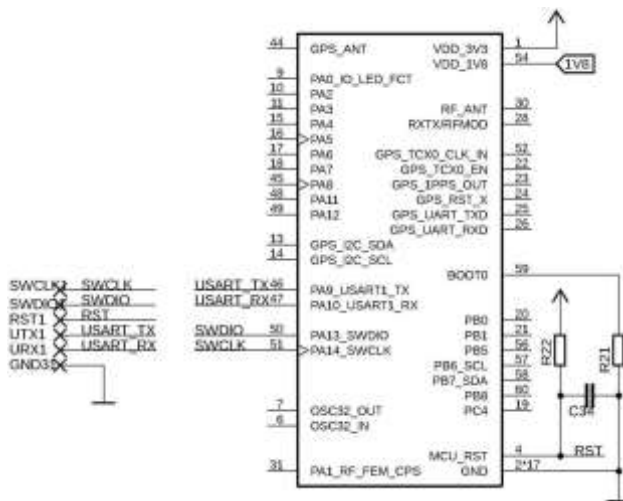 44 GPS_ANT VDD_3V3 1
VDD_1V8 54 1V8
9 PA0_IO_LED_FCT
10 PA2
11 PA3 RF_ANT 30
15 PA4 RXTX/RFMOD 28
16 PA5
17 PA6 GPS_TCX0_CLK_IN 52
18 PA7 GPS_TCX0_EN 22
45 PA8 GPS_1PPS_OUT 23
48 PA11 GPS_RST_X 24
49 PA12 GPS_UART_TXD 25
GPS_UART_RXD 26
13 GPS_I2C_SDA
14 GPS_I2C_SCL
BOOT0 59
SWCLK1 SWCLK USART_TX 46 PA9_USART1_TX
SWDIO SWDIO USART_RX 47 PA10_USART1_RX
RST1 RST PB0 20
UTX1 USART_TX SWDIO 50 PA13_SWDIO PB1 21
URX1 USART_RX SWCLK 51 PA14_SWCLK PB5 56
GND3 PB6_SCL 57
PB7_SDA 58
PB8 60
7 OSC32_OUT PC4 19
6 OSC32_IN
R22 R21
C34
MCU_RST 4 RST
31 PA1_RF_FEM_CPS GND 2*17